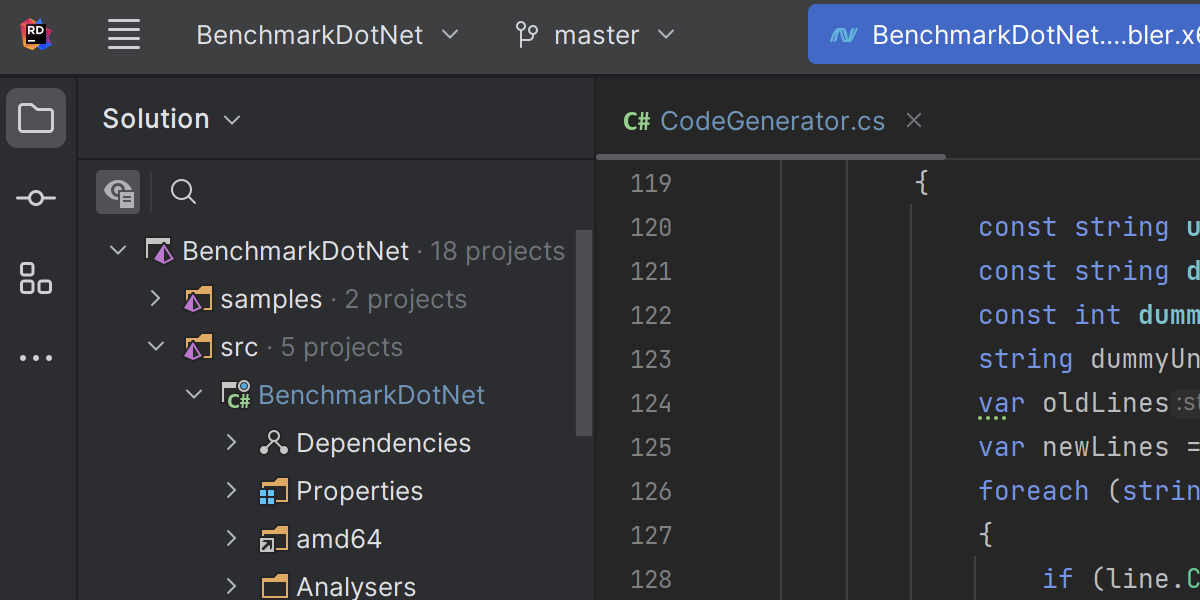 RD
BenchmarkDotNet
master
BenchmarkDotNet....bler.x6
Solution
C# CodeGenerator.cs
BenchmarkDotNet · 18 projects
samples · 2 projects
src · 5 projects
C# BenchmarkDotNet
Dependencies
Properties
amd64
Analysers
119 {
120 const string u
121 const string d
122 const int dumm
123 string dummyUn
124 var oldLines :st
125 var newLines =
126 foreach (strin
127 {
128 if (line.C